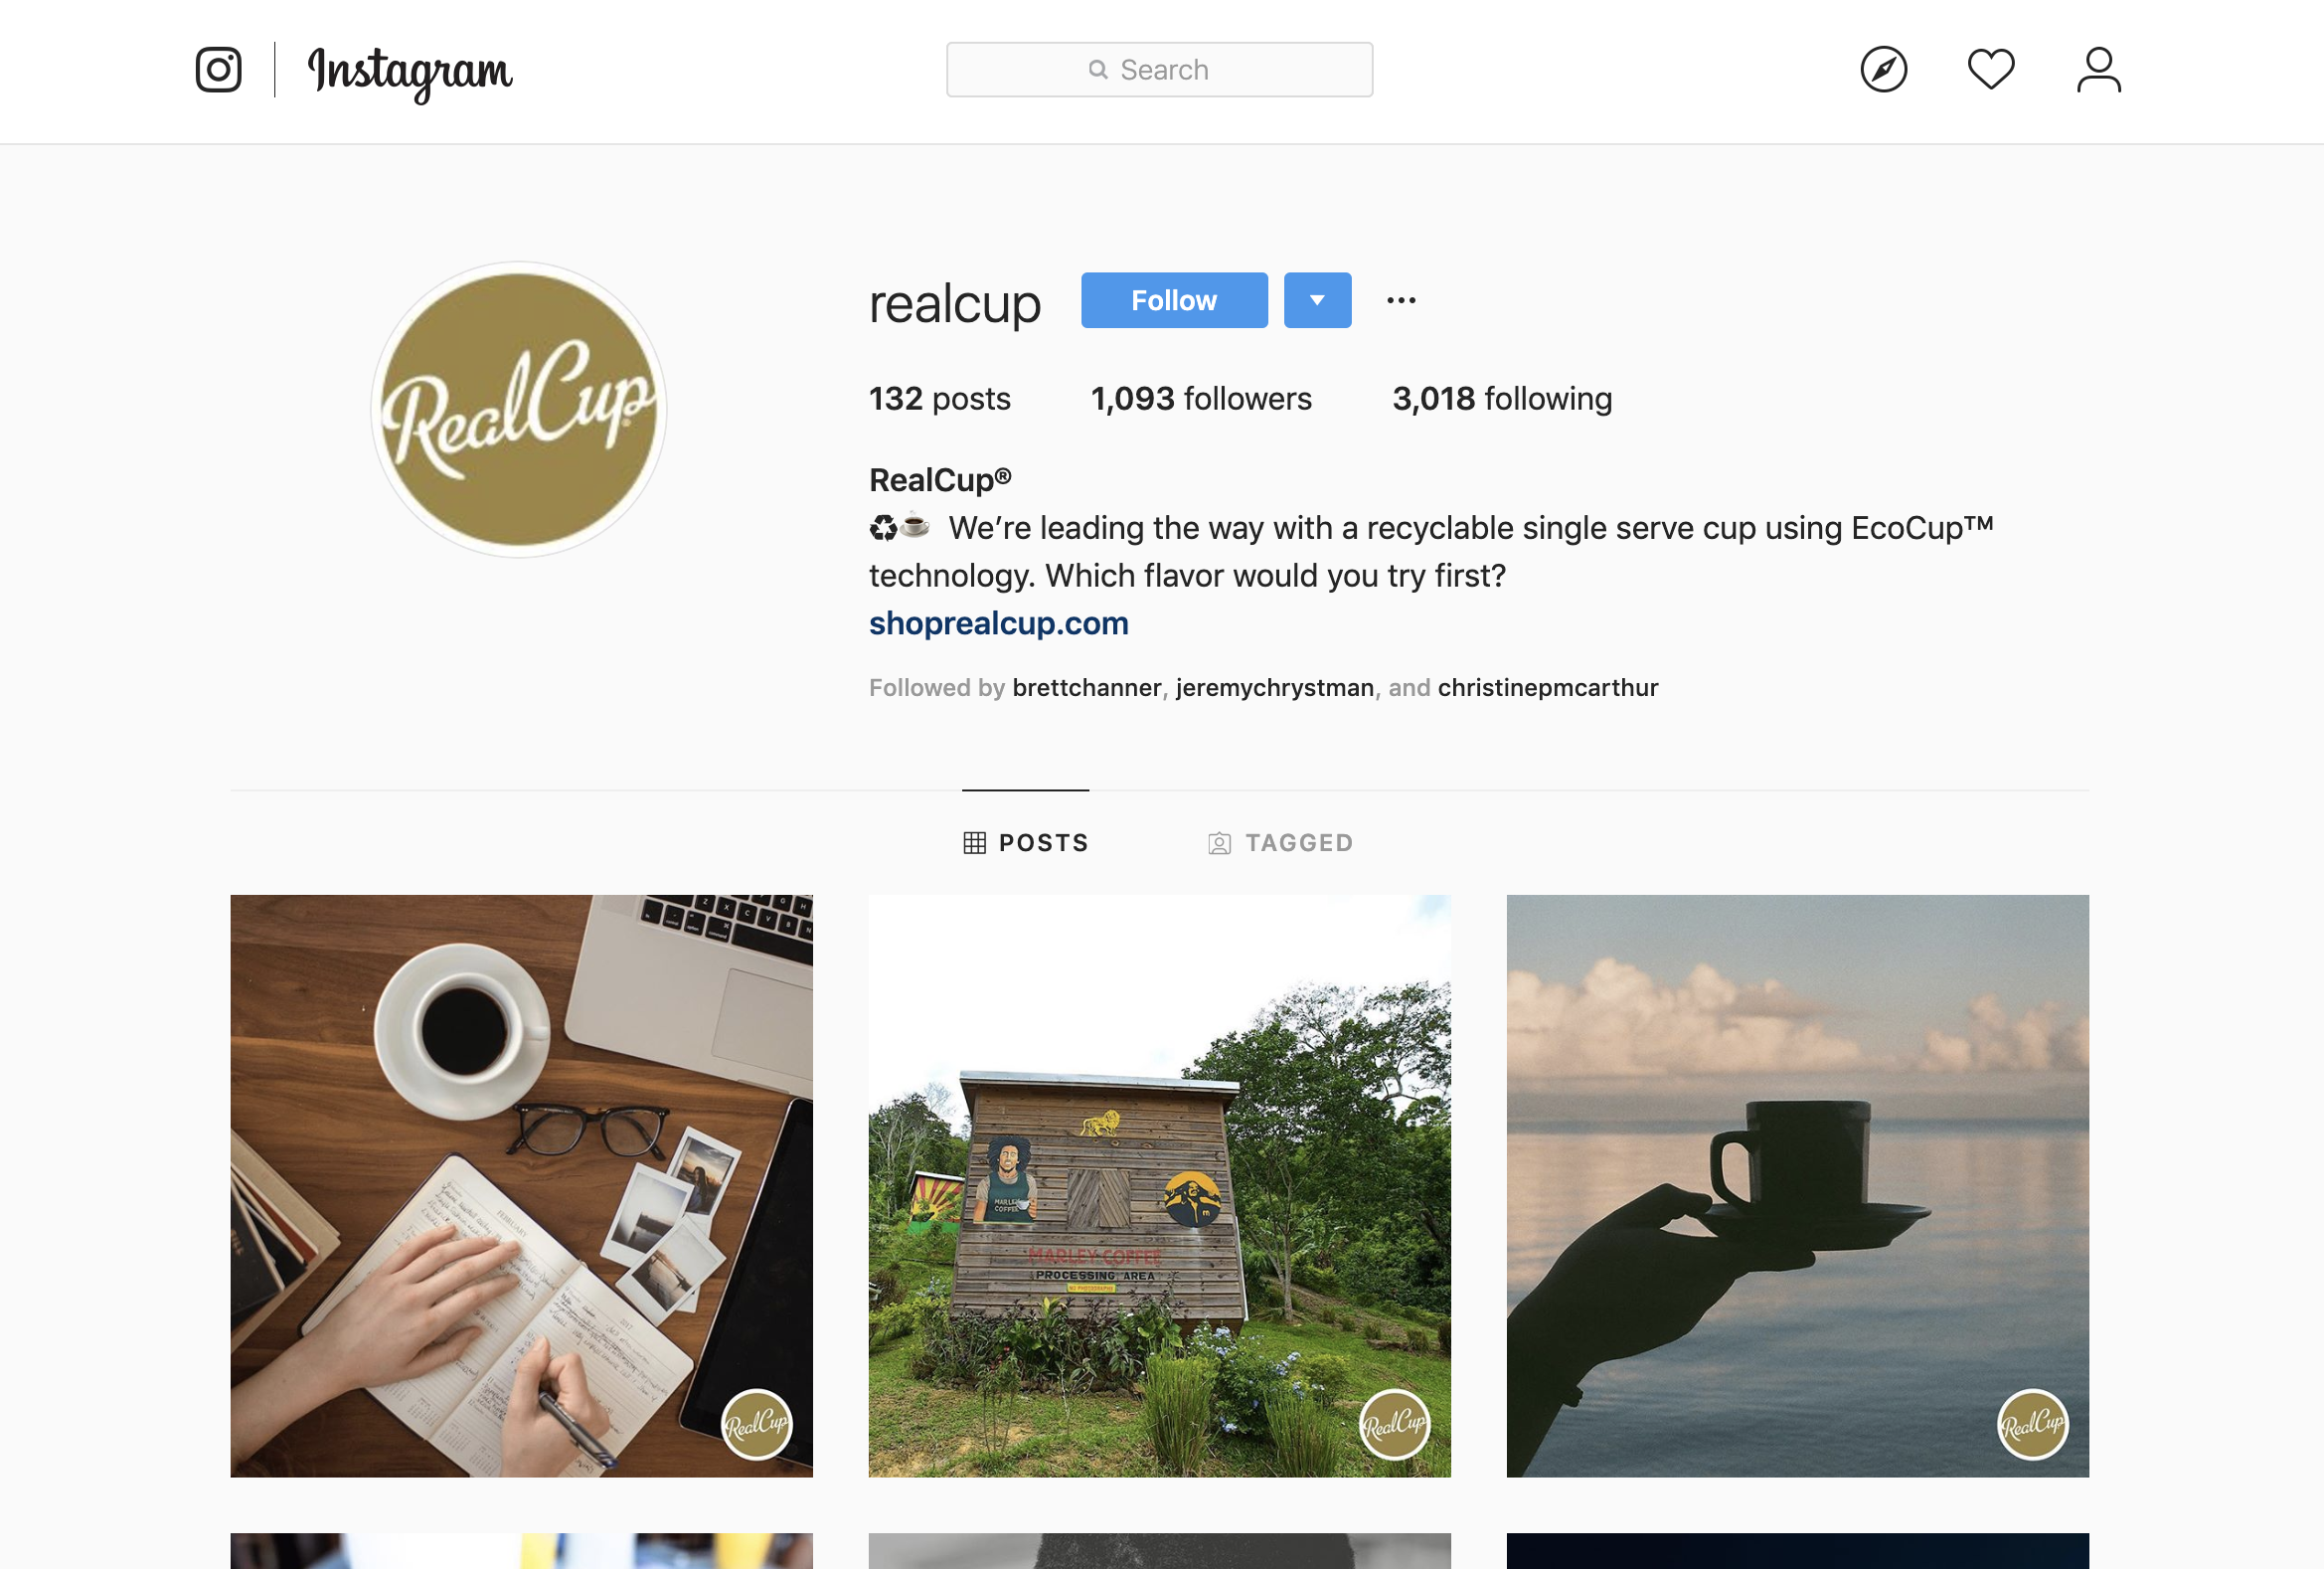 Instagram
Search
realcup
Follow
132 posts 1,093 followers 3,018 following
RealCup®
RealCup®
♻☕ We’re leading the way with a recyclable single serve cup using EcoCup™
technology. Which flavor would you try first?
shoprealcup.com
Followed by brettchanner, jeremychrystman, and christinepmcarthur
POSTS
TAGGED
FEBRUARY
RealCup
MARLEY
COFFEE
MARLEY COFFEE
PROCESSING AREA
RealCup
RealCup